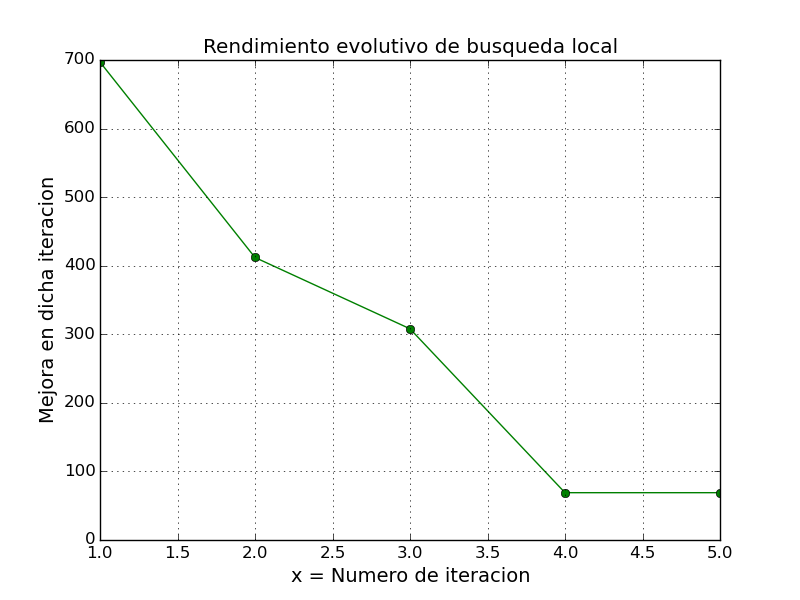 Rendimiento evolutivo de busqueda local
700
600
500
400
300
200
100
0
Mejora en dicha iteracion
1.0 1.5 2.0 2.5 3.0 3.5 4.0 4.5 5.0
x = Numero de iteracion